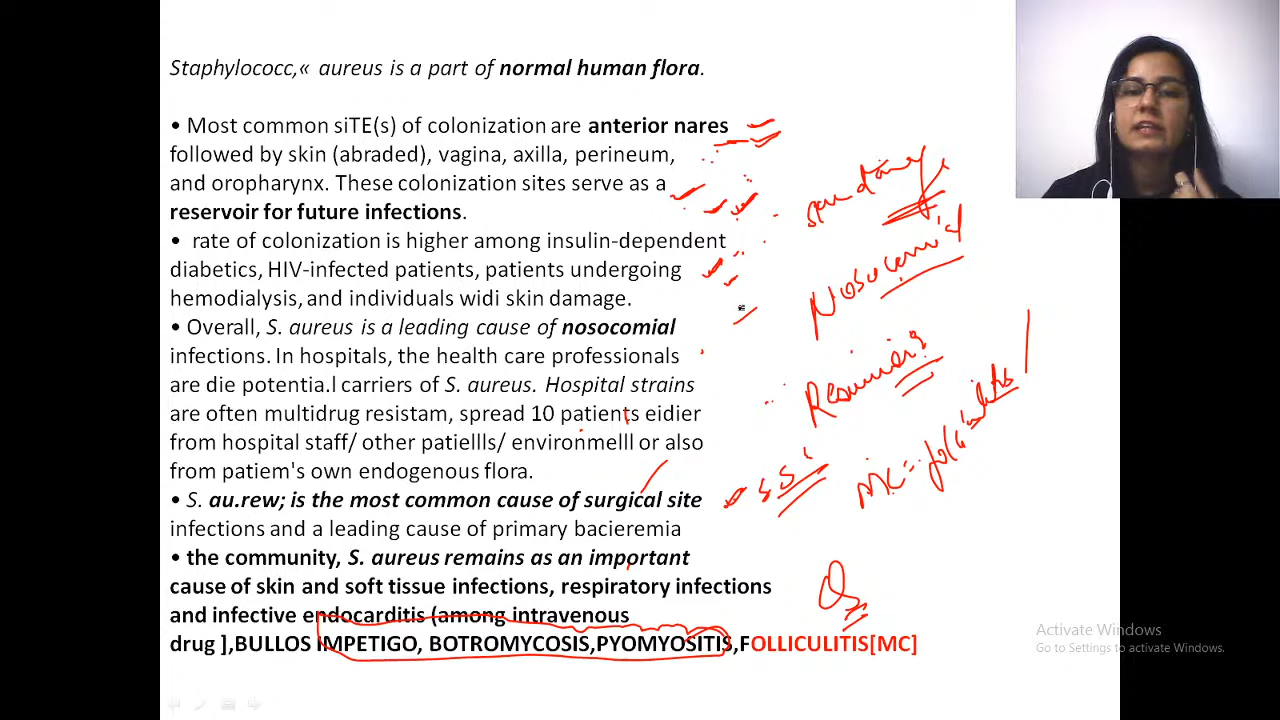 Staphylococc,« aureus is a part of normal human flora.
• Most common siTE(s) of colonization are anterior nares
followed by skin (abraded), vagina, axilla, perineum,
and oropharynx. These colonization sites serve as a
reservoir for future infections.
• rate of colonization is higher among insulin-dependent
diabetics, HIV-infected patients, patients undergoing
hemodialysis, and individuals widi skin damage.
• Overall, S. aureus is a leading cause of nosocomial
infections. In hospitals, the health care professionals
are die potentia.l carriers of S. aureus. Hospital strains
are often multidrug resistam, spread 10 patients eidier
from hospital staff/ other patiellls/ environmelll or also
from patiem's own endogenous flora.
• S. au.rew; is the most common cause of surgical site
infections and a leading cause of primary bacieremia
• the community, S. aureus remains as an important
cause of skin and soft tissue infections, respiratory infections
and infective endocarditis (among intravenous
drug ],BULLOS IMPETIGO, BOTROMYCOSIS,PYOMYOSITIS,FOLLICULITIS[MC]
Nosocomial
SSI
MC = folliculitis
Activate Windows
Go to Settings to activate Windows.